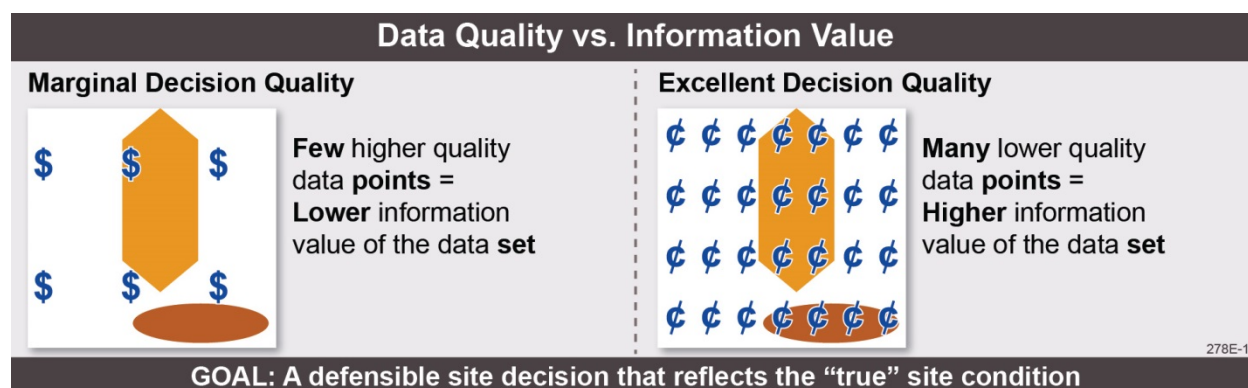 Data Quality vs. Information Value
Marginal Decision Quality
$ $ $
$ $ $
Few higher quality
data points =
Lower information
value of the data set
Excellent Decision Quality
¢ ¢ ¢ ¢ ¢ ¢ ¢
¢ ¢ ¢ ¢ ¢ ¢ ¢
¢ ¢ ¢ ¢ ¢ ¢ ¢
¢ ¢ ¢ ¢ ¢ ¢ ¢
Many lower quality
data points =
Higher information
value of the data set
278E-1
GOAL: A defensible site decision that reflects the “true” site condition